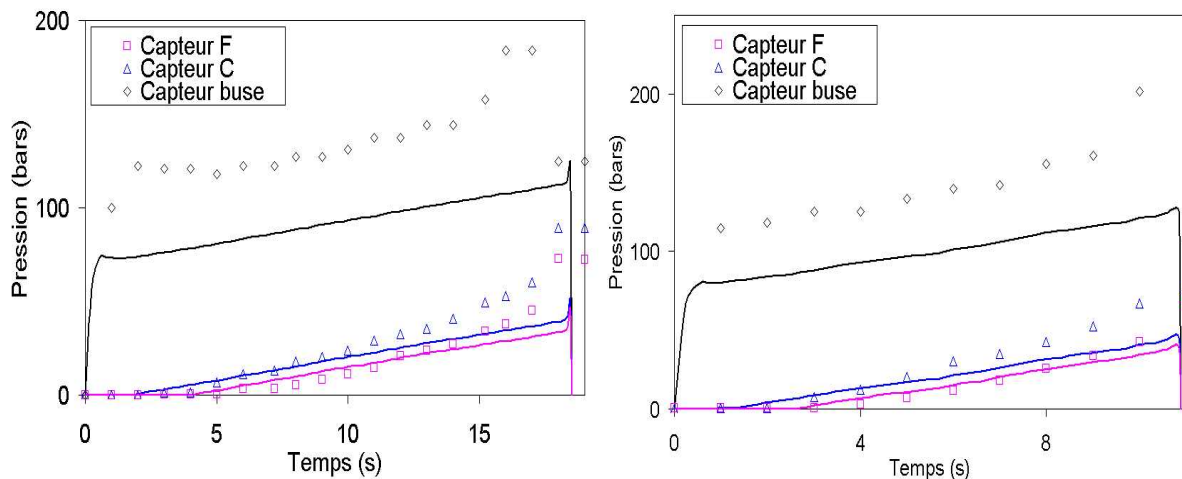 200
100
0
Pression (bars)
Capteur F
Capteur C
Capteur buse
0
5
10
15
Temps (s)
200
100
0
Pression (bars)
Capteur F
Capteur C
Capteur buse
0
4
8
Temps (s)